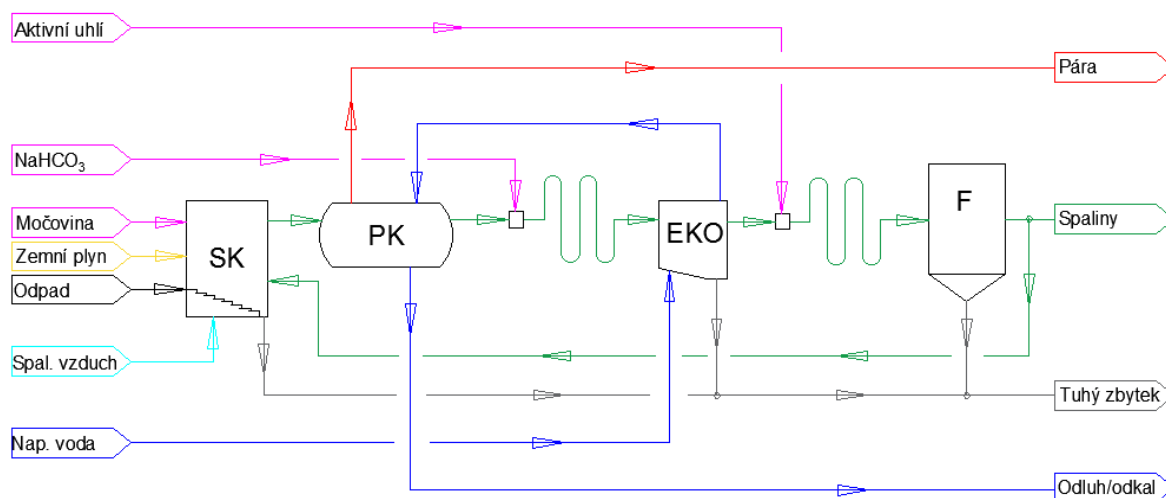 Aktivní uhlí
Pára
NaHCO₃
Močovina
Zemní plyn
Odpad
SK
PK
EKO
F
Spaliny
Spal. vzduch
Tuhý zbytek
Nap. voda
Odluh/odkal